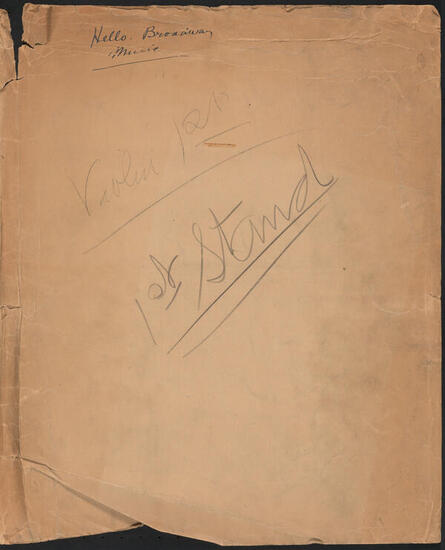 Hello Broadway
Music
Violin 1st
1st Stand